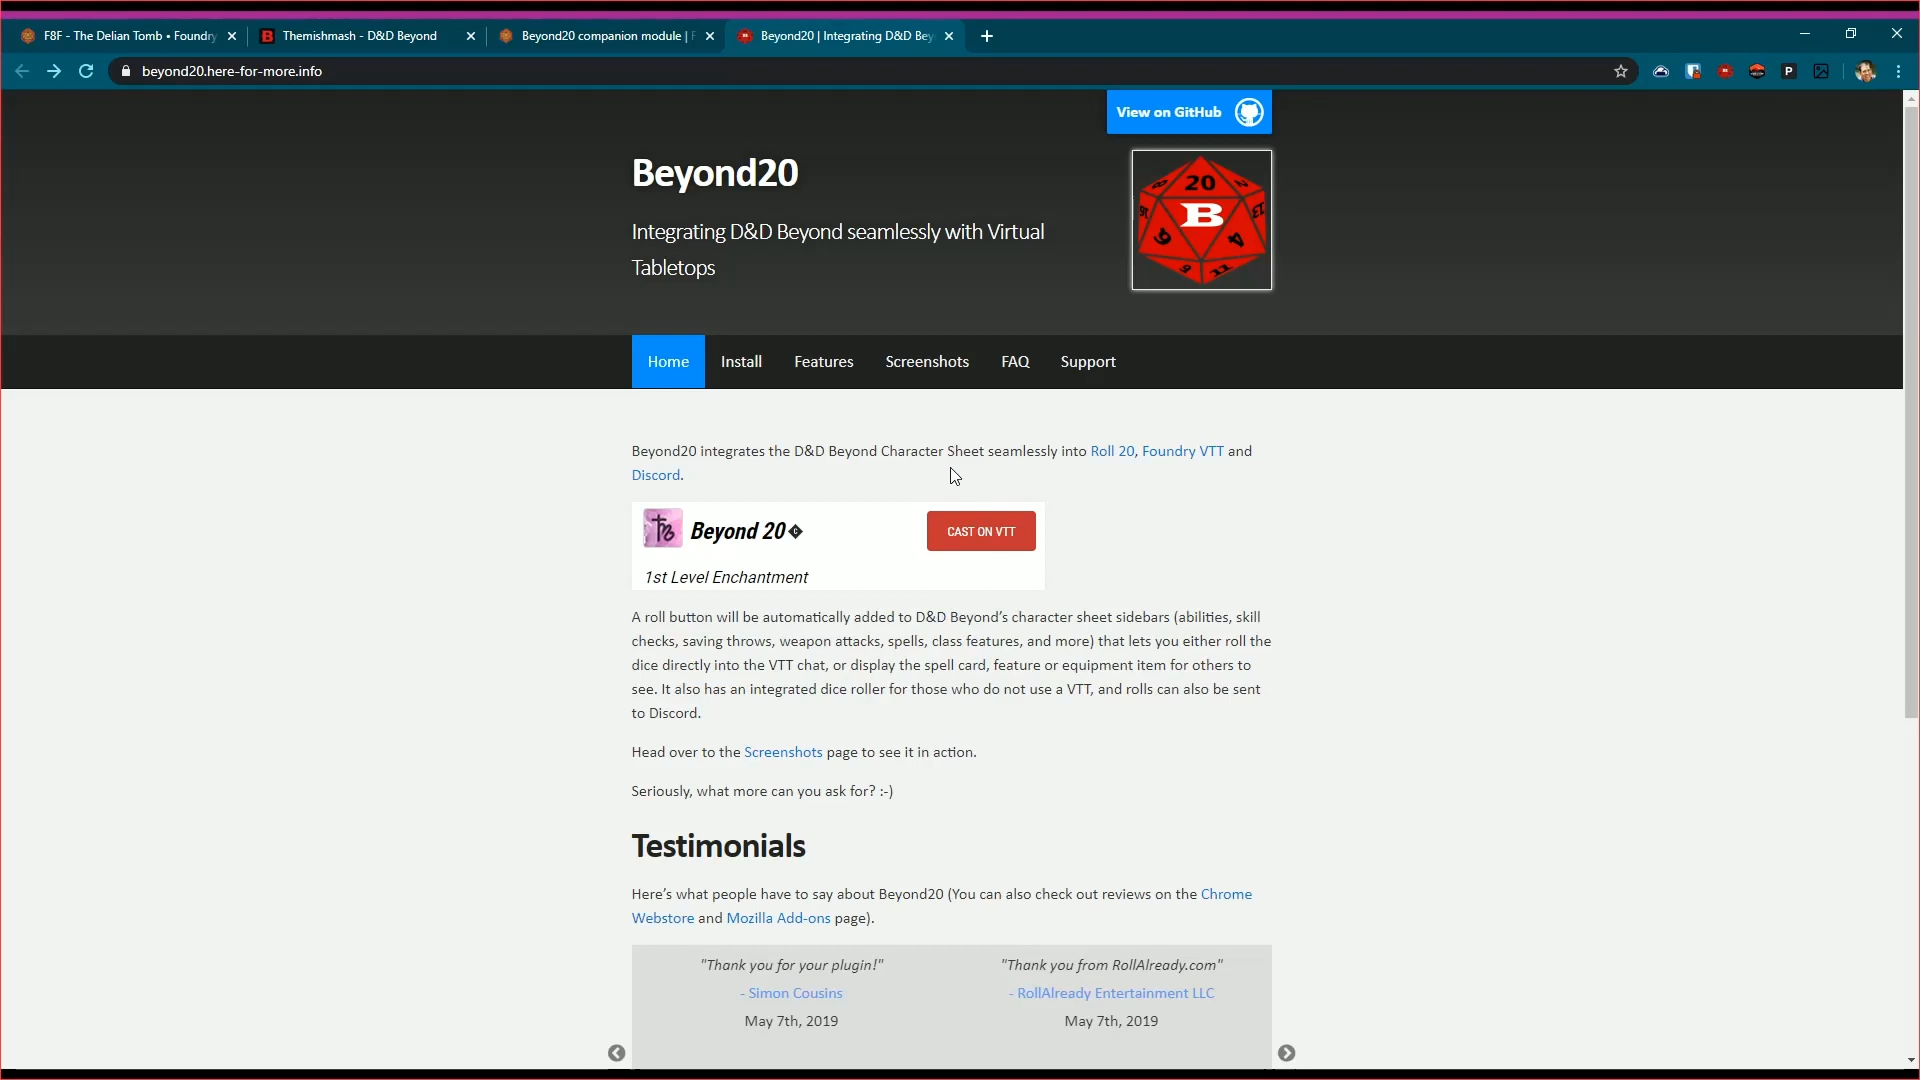 F8F - The Delian Tomb • Foundry
Themishmash - D&D Beyond
Beyond20 companion module | F
Beyond20 | Integrating D&D Bey
beyond20.here-for-more.info
View on GitHub
Beyond20
20
B
Integrating D&D Beyond seamlessly with Virtual
Tabletops
Home
Install
Features
Screenshots
FAQ
Support
Beyond20 integrates the D&D Beyond Character Sheet seamlessly into Roll 20, Foundry VTT and
Discord.
Beyond 20
CAST ON VTT
1st Level Enchantment
A roll button will be automatically added to D&D Beyond’s character sheet sidebars (abilities, skill
checks, saving throws, weapon attacks, spells, class features, and more) that lets you either roll the
dice directly into the VTT chat, or display the spell card, feature or equipment item for others to
see. It also has an integrated dice roller for those who do not use a VTT, and rolls can also be sent
to Discord.
Head over to the Screenshots page to see it in action.
Seriously, what more can you ask for? :-)
Testimonials
Here’s what people have to say about Beyond20 (You can also check out reviews on the Chrome
Webstore and Mozilla Add-ons page).
"Thank you for your plugin!"
- Simon Cousins
May 7th, 2019
"Thank you from RollAlready.com"
- RollAlready Entertainment LLC
May 7th, 2019